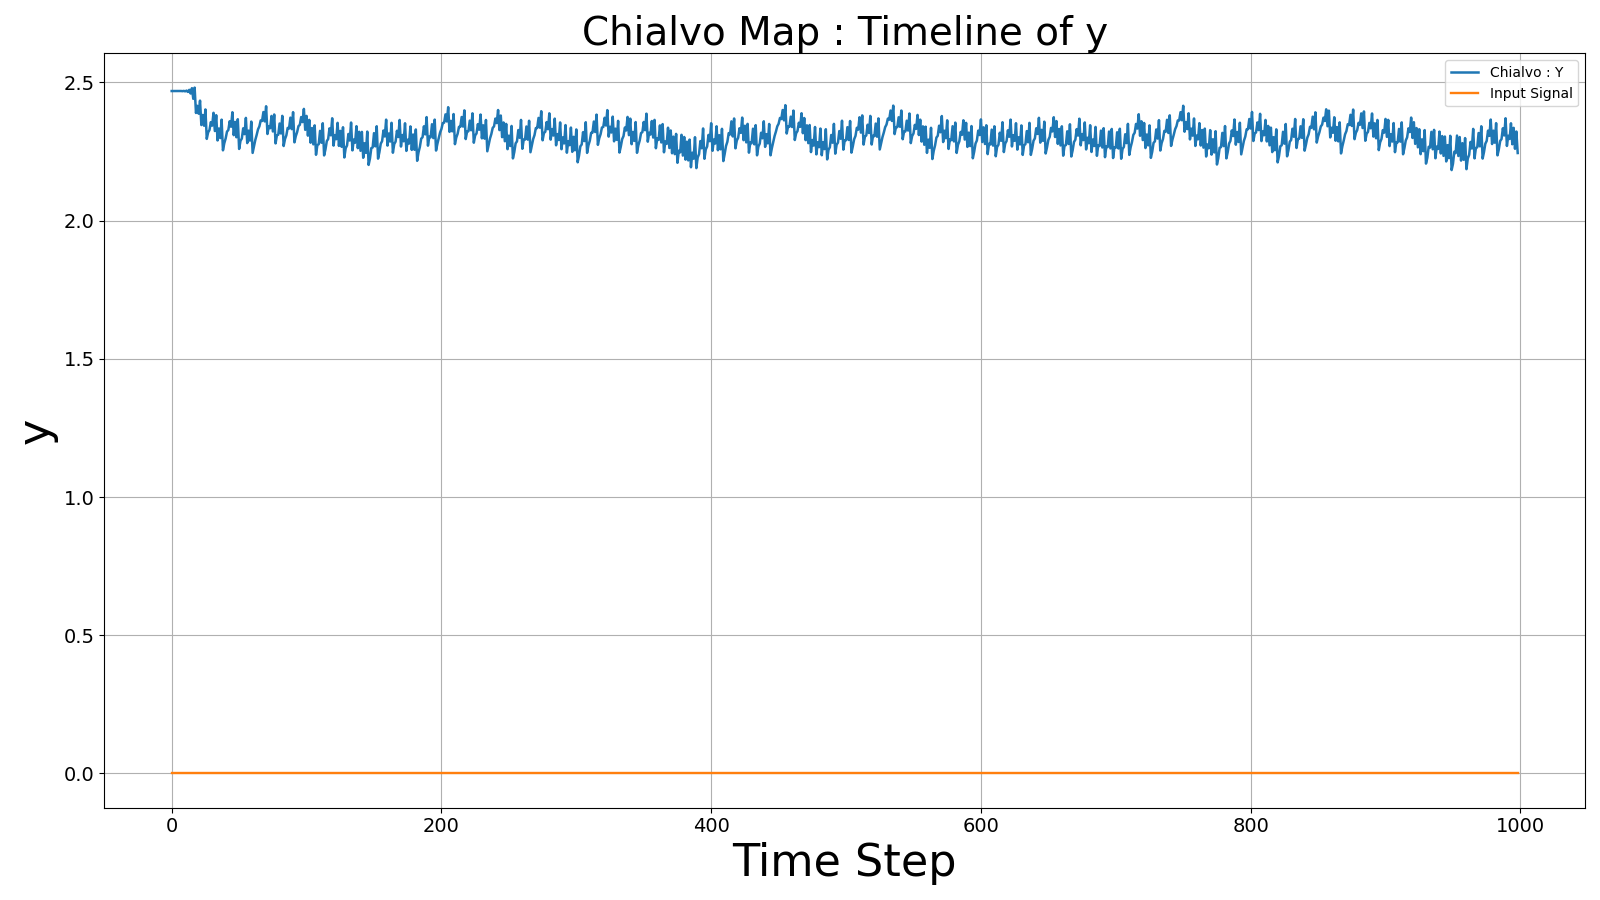 Chialvo Map : Timeline of y
Chialvo : Y
Input Signal
2.5
2.0
1.5
1.0
0.5
0.0
y
0 200 400 600 800 1000
Time Step